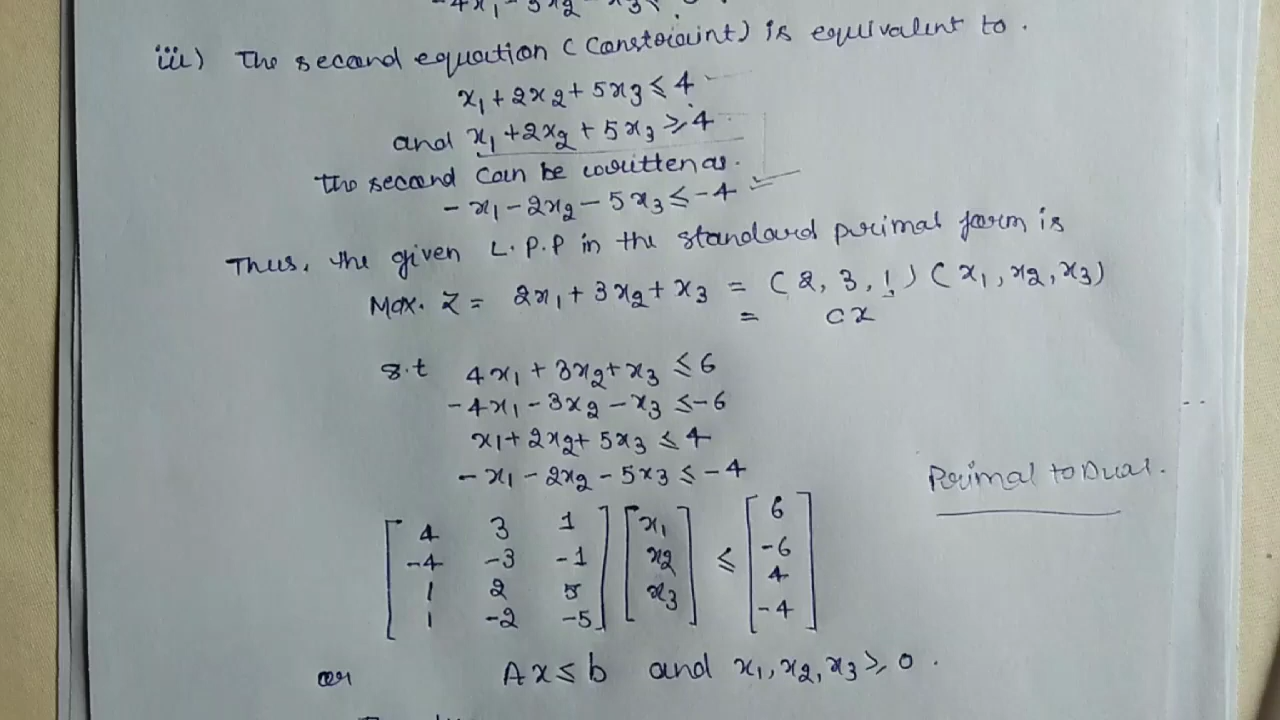 -4x₁ - 3x₂ - x₃ ≤
iii) The second equation (constraint) is equivalent to.
x₁ + 2x₂ + 5x₃ ≤ 4
and x₁ + 2x₂ + 5x₃ ≥ 4
the second can be written as.
- x₁ - 2x₂ - 5x₃ ≤ -4
Thus, the given L.P.P in the standard primal form is
Max. Z = 2x₁ + 3x₂ + x₃ = (2, 3, 1) (x₁, x₂, x₃)
= cx
s.t 4x₁ + 3x₂ + x₃ ≤ 6
-4x₁ - 3x₂ - x₃ ≤ -6
x₁ + 2x₂ + 5x₃ ≤ 4
- x₁ - 2x₂ - 5x₃ ≤ -4
Primal to Dual.
4 3 1 x₁ 6
-4 -3 -1 x₂ ≤ -6
1 2 5 x₃ 4
1 -2 -5 -4
or Ax ≤ b and x₁, x₂, x₃ ≥ 0.